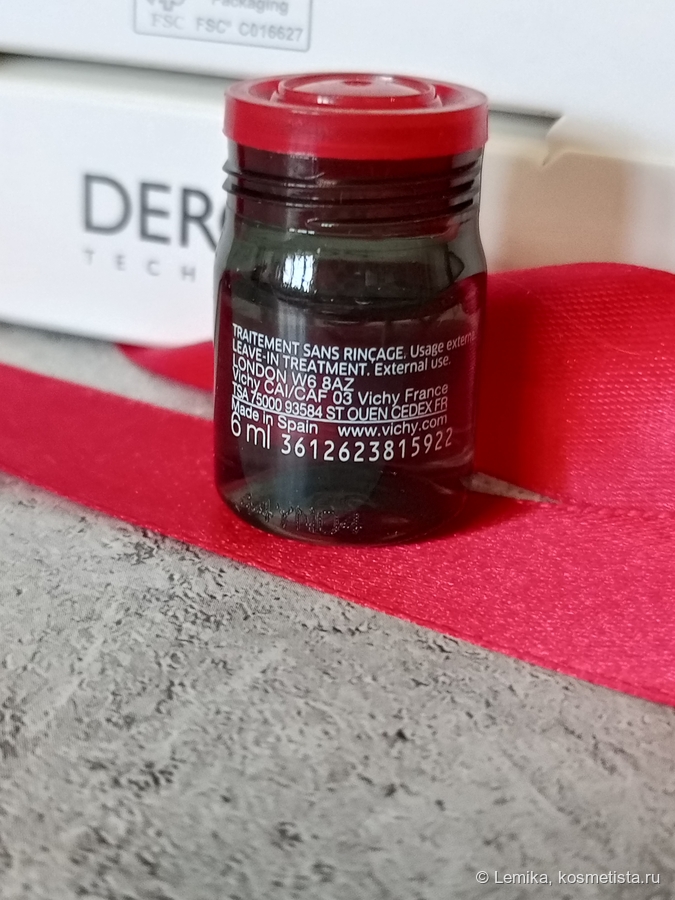 Packaging
FSC FSC® C016627
DER
TECH
TRAITEMENT SANS RINÇAGE. Usage extern
LEAVE-IN TREATMENT. External use.
LONDON W6 8AZ
Vichy CAI/CAF 03 Vichy France
TSA 75000 93584 ST OUEN CEDEX FR
Made in Spain www.vichy.com
6 ml 3612623815922
© Lemika, kosmetista.ru